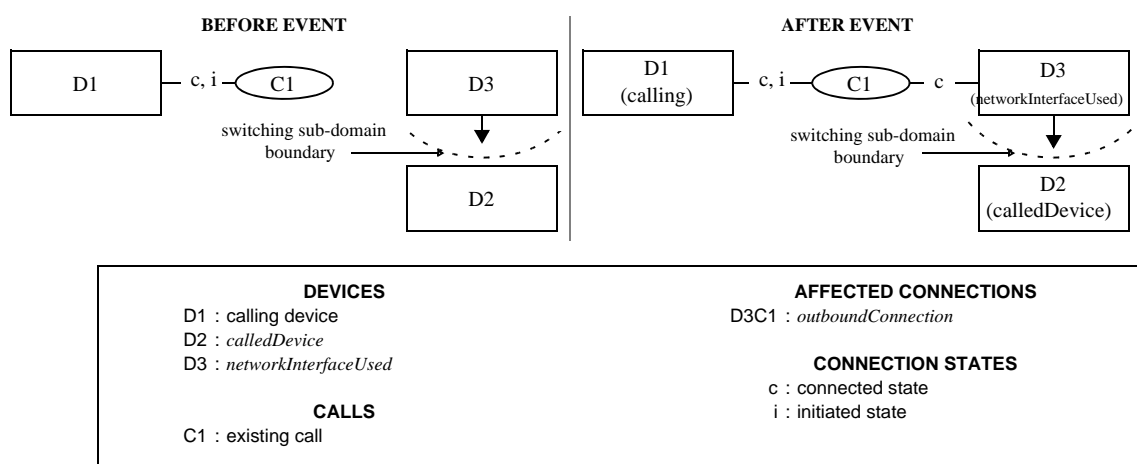 BEFORE EVENT
D1
c, i
C1
D3
switching sub-domain
boundary
D2
AFTER EVENT
D1
(calling)
c, i
C1
c
D3
(networkInterfaceUsed)
switching sub-domain
boundary
D2
(calledDevice)
DEVICES
D1 : calling device
D2 : calledDevice
D3 : networkInterfaceUsed
CALLS
C1 : existing call
AFFECTED CONNECTIONS
D3C1 : outboundConnection
CONNECTION STATES
c : connected state
i : initiated state